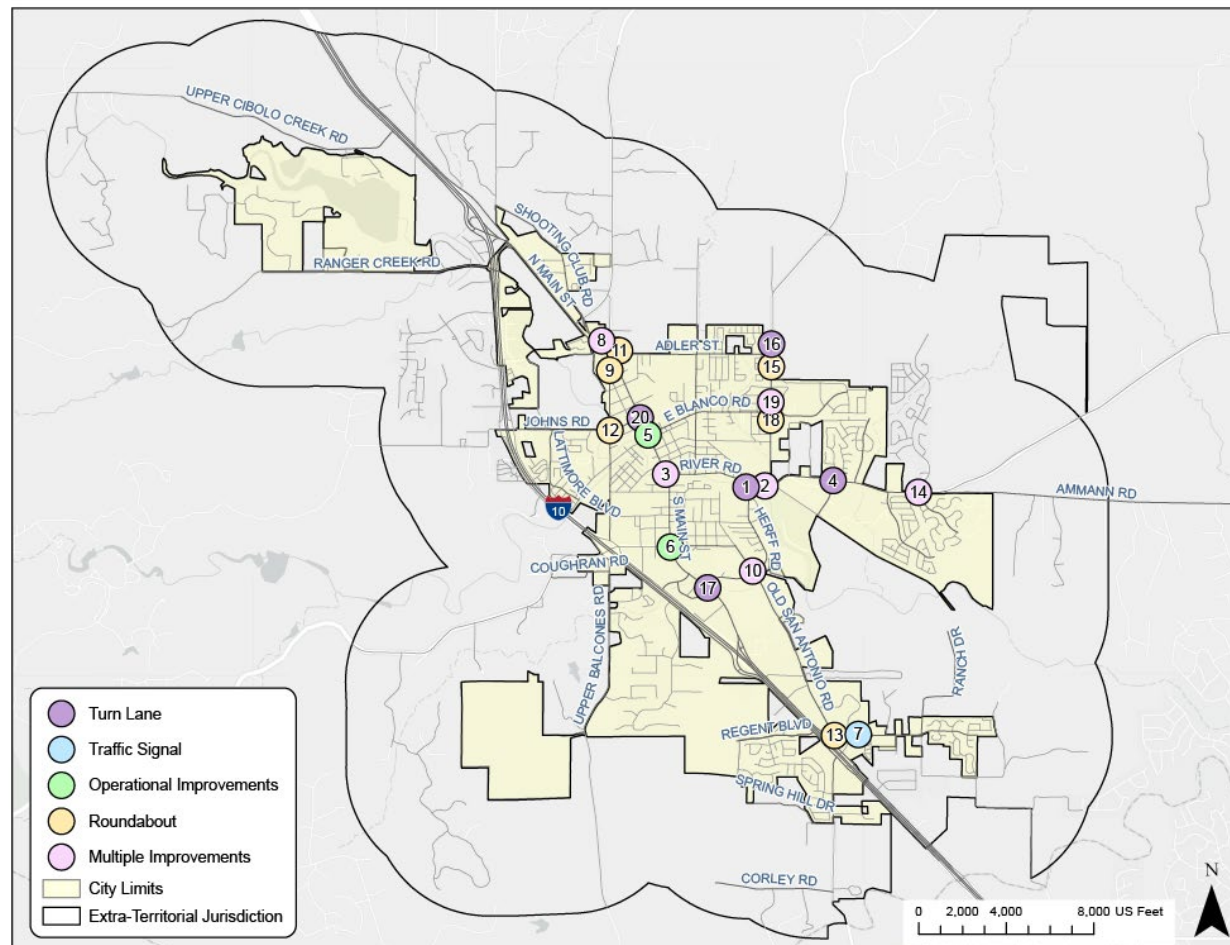 UPPER CIBOLO CREEK RD
SHOOTING CLUB RD
RANGER CREEK RD
N MAIN ST
8
11
ADLER ST
16
9
15
19
E BLANCO RD
20
18
JOHNS RD
12
5
LATTIMORE BLVD
3
RIVER RD
1
2
4
14
AMMANN RD
10
S MAIN ST
HERFF RD
6
COUGHRAN RD
10
17
OLD SAN ANTONIO RD
UPPER BALCONES RD
RANCH DR
REGENT BLVD
13
7
SPRING HILL DR
CORLEY RD
Turn Lane
Traffic Signal
Operational Improvements
Roundabout
Multiple Improvements
City Limits
Extra-Territorial Jurisdiction
N
0 2,000 4,000 8,000 US Feet